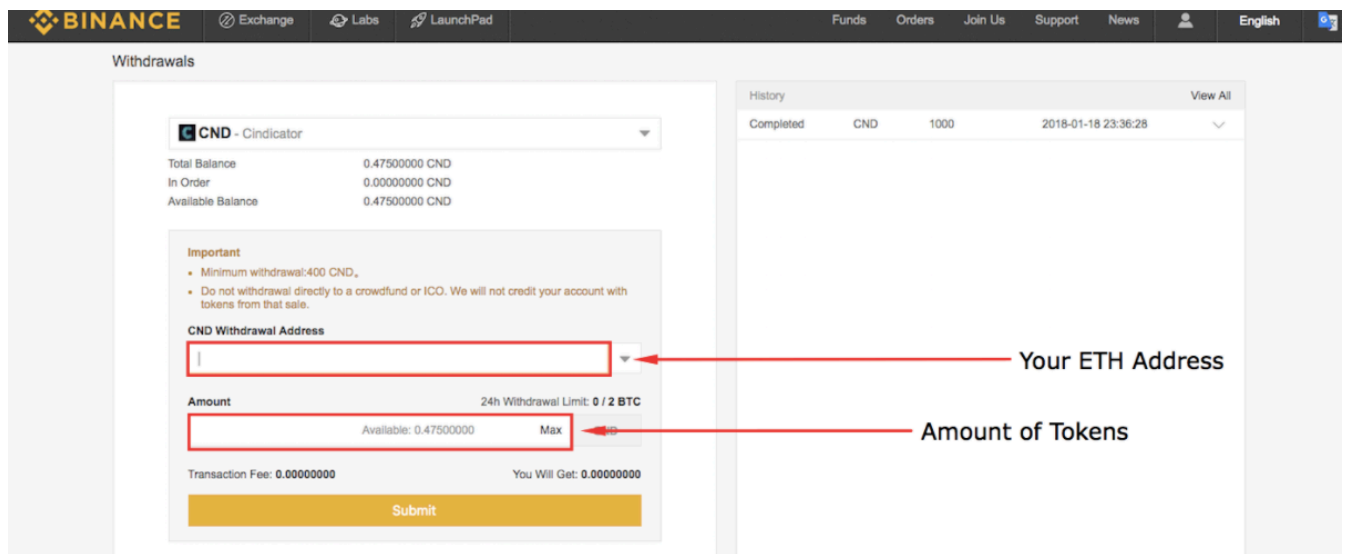 BINANCE Exchange Labs LaunchPad Funds Orders Join Us Support News English
Withdrawals
History View All
Completed CND 1000 2018-01-18 23:36:28
CND - Cindicator
Total Balance 0.47500000 CND
In Order 0.00000000 CND
Available Balance 0.47500000 CND
Important
• Minimum withdrawal:400 CND。
• Do not withdrawal directly to a crowdfund or ICO. We will not credit your account with
tokens from that sale.
CND Withdrawal Address
Your ETH Address
Amount 24h Withdrawal Limit: 0 / 2 BTC
Available: 0.47500000 Max
Amount of Tokens
Transaction Fee: 0.00000000 You Will Get: 0.00000000
Submit